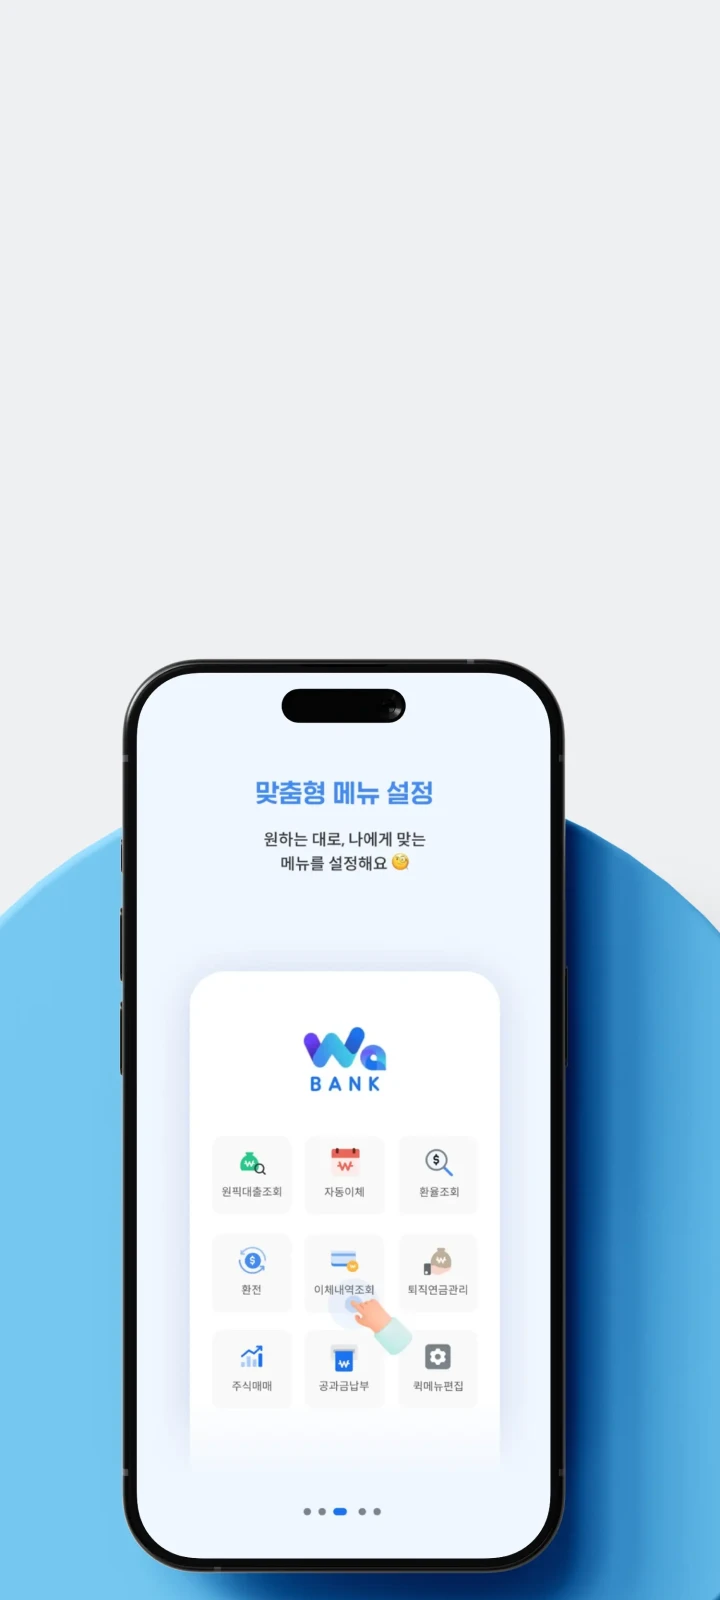 맞춤형 메뉴 설정
원하는 대로, 나에게 맞는
메뉴를 설정해요
Wa
BANK
원픽대출조회
자동이체
환율조회
환전
이체내역조회
퇴직연금관리
주식매매
공과금납부
퀵메뉴편집